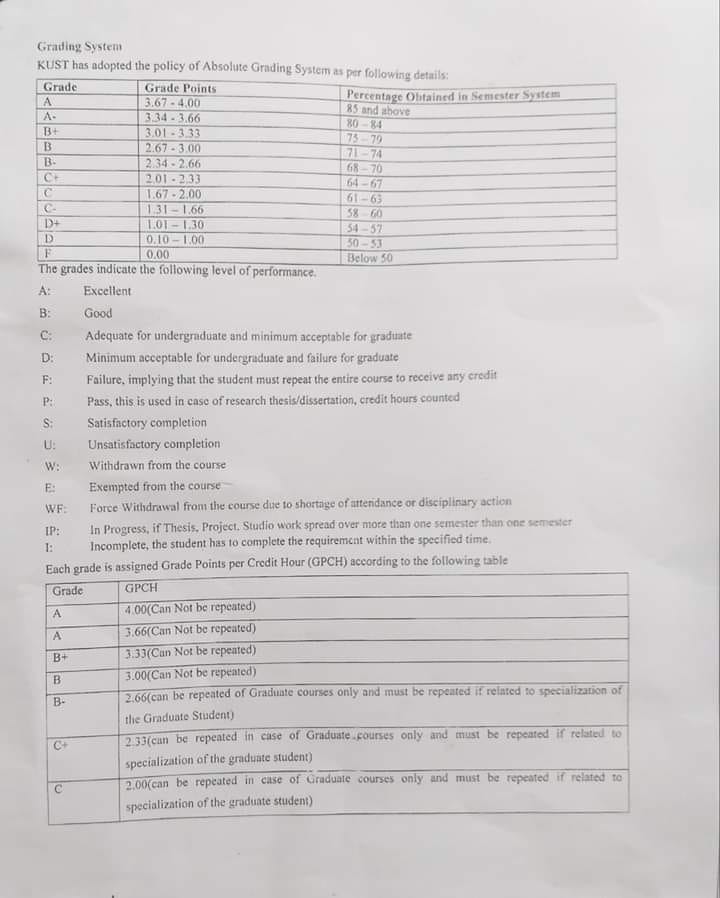 Grading System
KUST has adopted the policy of Absolute Grading System as per following details:
Grade Grade Points Percentage Obtained in Semester System
A 3.67 - 4.00 85 and above
A- 3.34 - 3.66 80 - 84
B+ 3.01 - 3.33 75 - 79
B 2.67 - 3.00 71 - 74
B- 2.34 - 2.66 68 - 70
C+ 2.01 - 2.33 64 - 67
C 1.67 - 2.00 61 - 63
C- 1.31 - 1.66 58 - 60
D+ 1.01 - 1.30 54 - 57
D 0.10 - 1.00 50 - 53
F 0.00 Below 50
The grades indicate the following level of performance.
A: Excellent
B: Good
C: Adequate for undergraduate and minimum acceptable for graduate
D: Minimum acceptable for undergraduate and failure for graduate
F: Failure, implying that the student must repeat the entire course to receive any credit
P: Pass, this is used in case of research thesis/dissertation, credit hours counted
S: Satisfactory completion
U: Unsatisfactory completion
W: Withdrawn from the course
E: Exempted from the course
WF: Force Withdrawal from the course due to shortage of attendance or disciplinary action
IP: In Progress, if Thesis, Project, Studio work spread over more than one semester than one semester
I: Incomplete, the student has to complete the requirement within the specified time.
Each grade is assigned Grade Points per Credit Hour (GPCH) according to the following table
Grade GPCH
A 4.00(Can Not be repeated)
A 3.66(Can Not be repeated)
B+ 3.33(Can Not be repeated)
B 3.00(Can Not be repeated)
B- 2.66(can be repeated of Graduate courses only and must be repeated if related to specialization of
the Graduate Student)
C+ 2.33(can be repeated in case of Graduate courses only and must be repeated if related to
specialization of the graduate student)
C 2.00(can be repeated in case of Graduate courses only and must be repeated if related to
specialization of the graduate student)